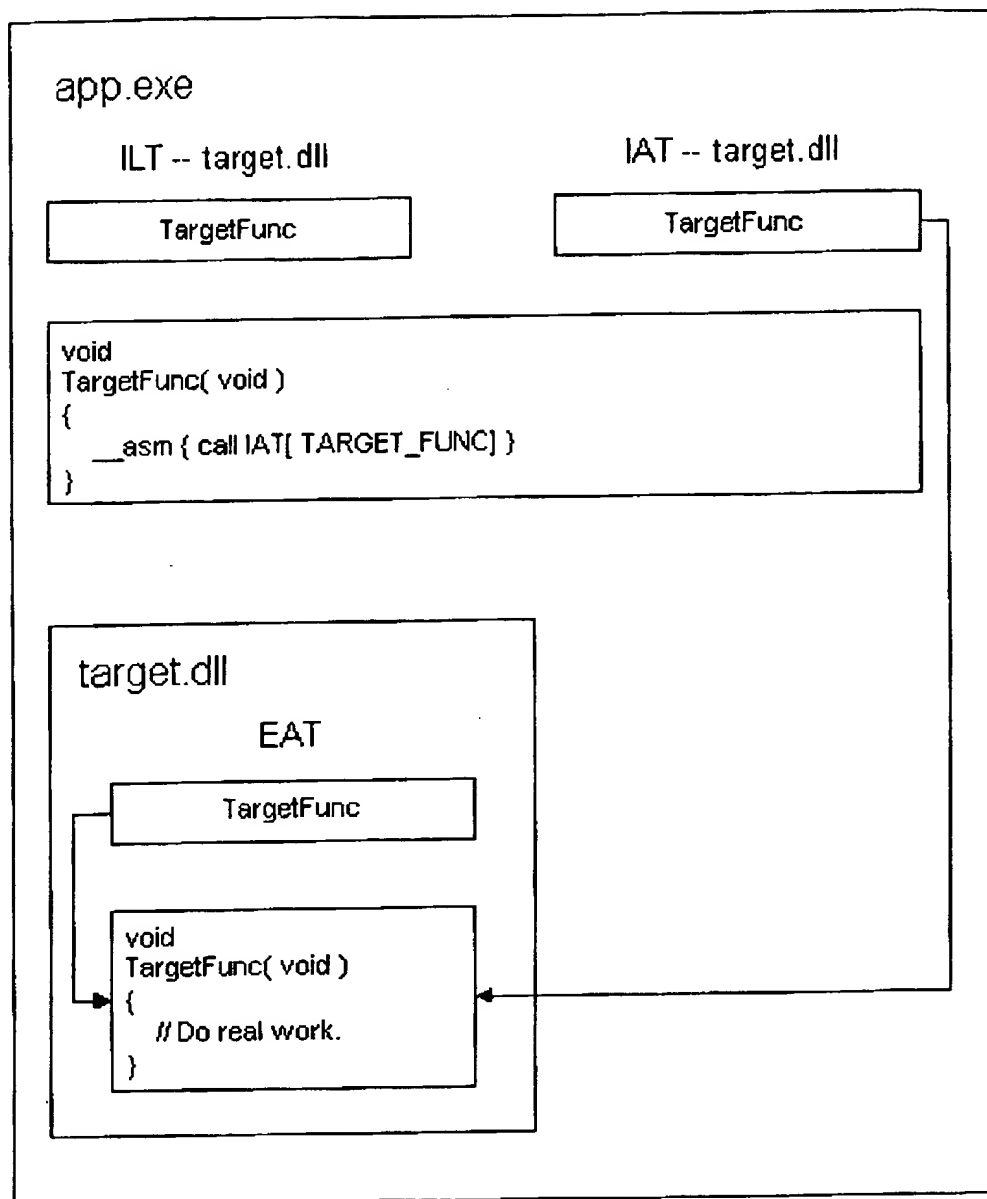 app.exe
ILT -- target.dll
IAT -- target.dll
TargetFunc
TargetFunc
void
TargetFunc( void )
{
__asm { call IAT[ TARGET_FUNC] }
}
target.dll
EAT
TargetFunc
void
TargetFunc( void )
{
// Do real work.
}